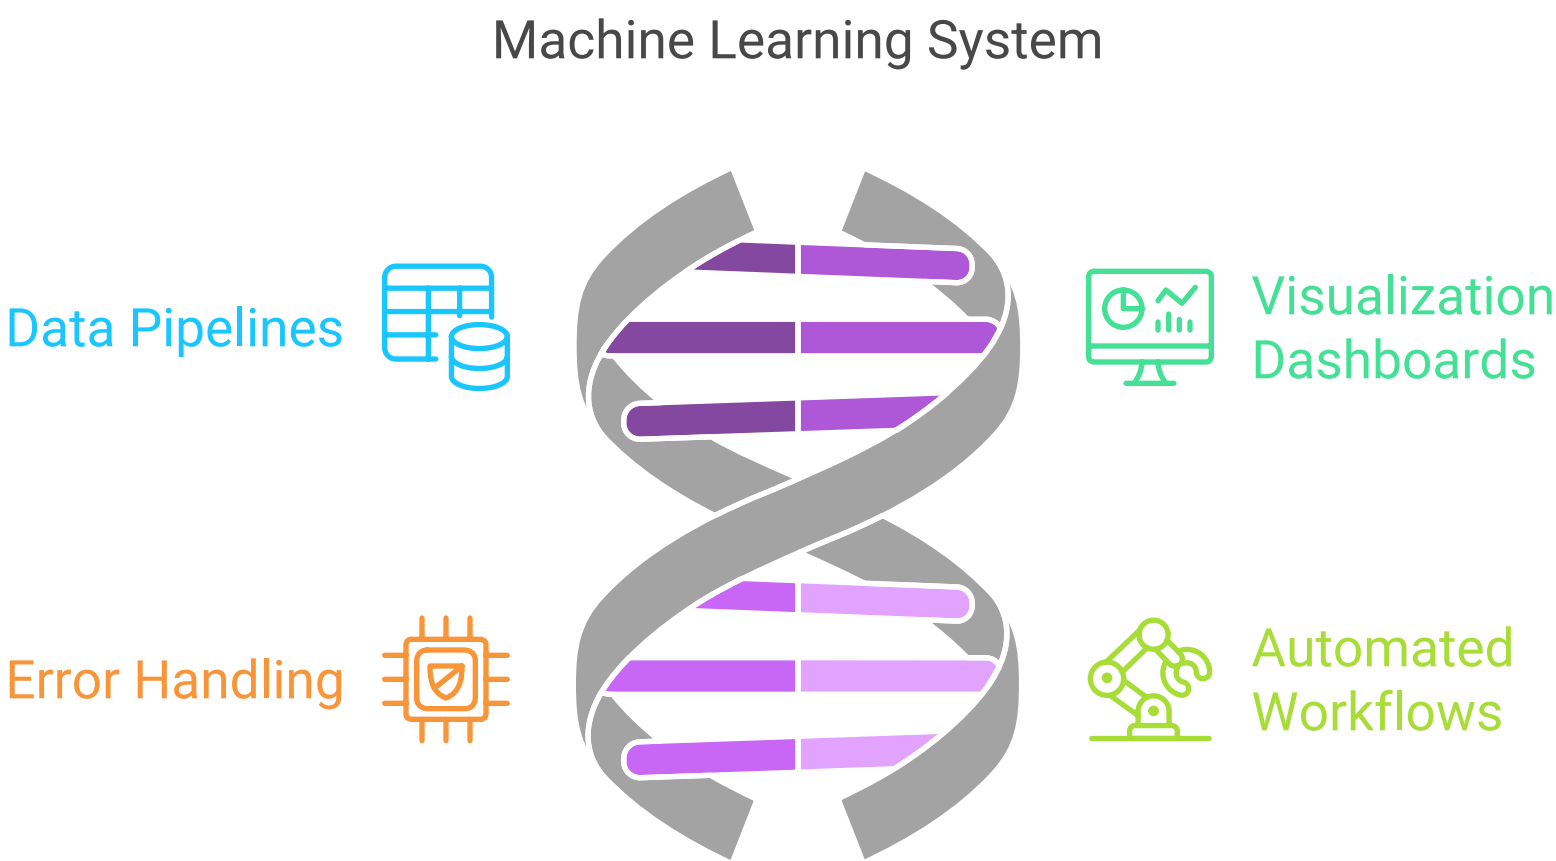 Machine Learning System
Data Pipelines
Visualization
Dashboards
Error Handling
Automated
Workflows